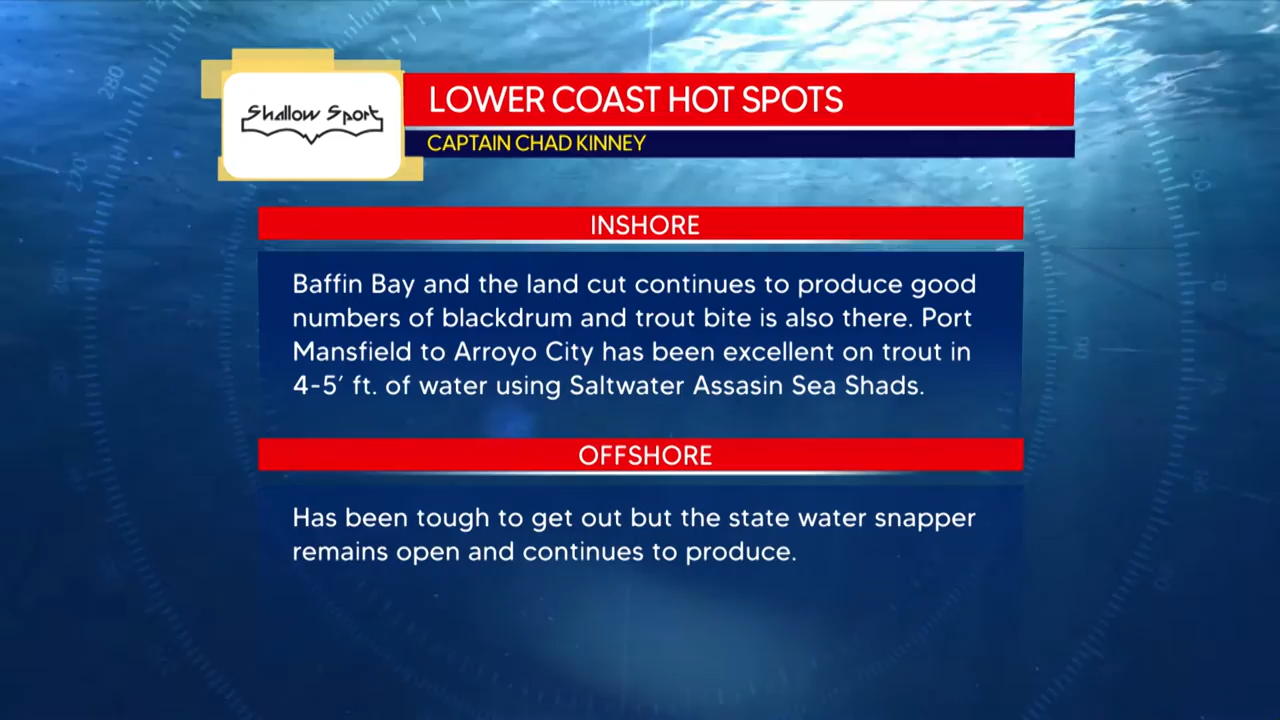 Shallow Sport
LOWER COAST HOT SPOTS
CAPTAIN CHAD KINNEY
INSHORE
Baffin Bay and the land cut continues to produce good
numbers of blackdrum and trout bite is also there. Port
Mansfield to Arroyo City has been excellent on trout in
4-5′ ft. of water using Saltwater Assasin Sea Shads.
OFFSHORE
Has been tough to get out but the state water snapper
remains open and continues to produce.
280
270
60